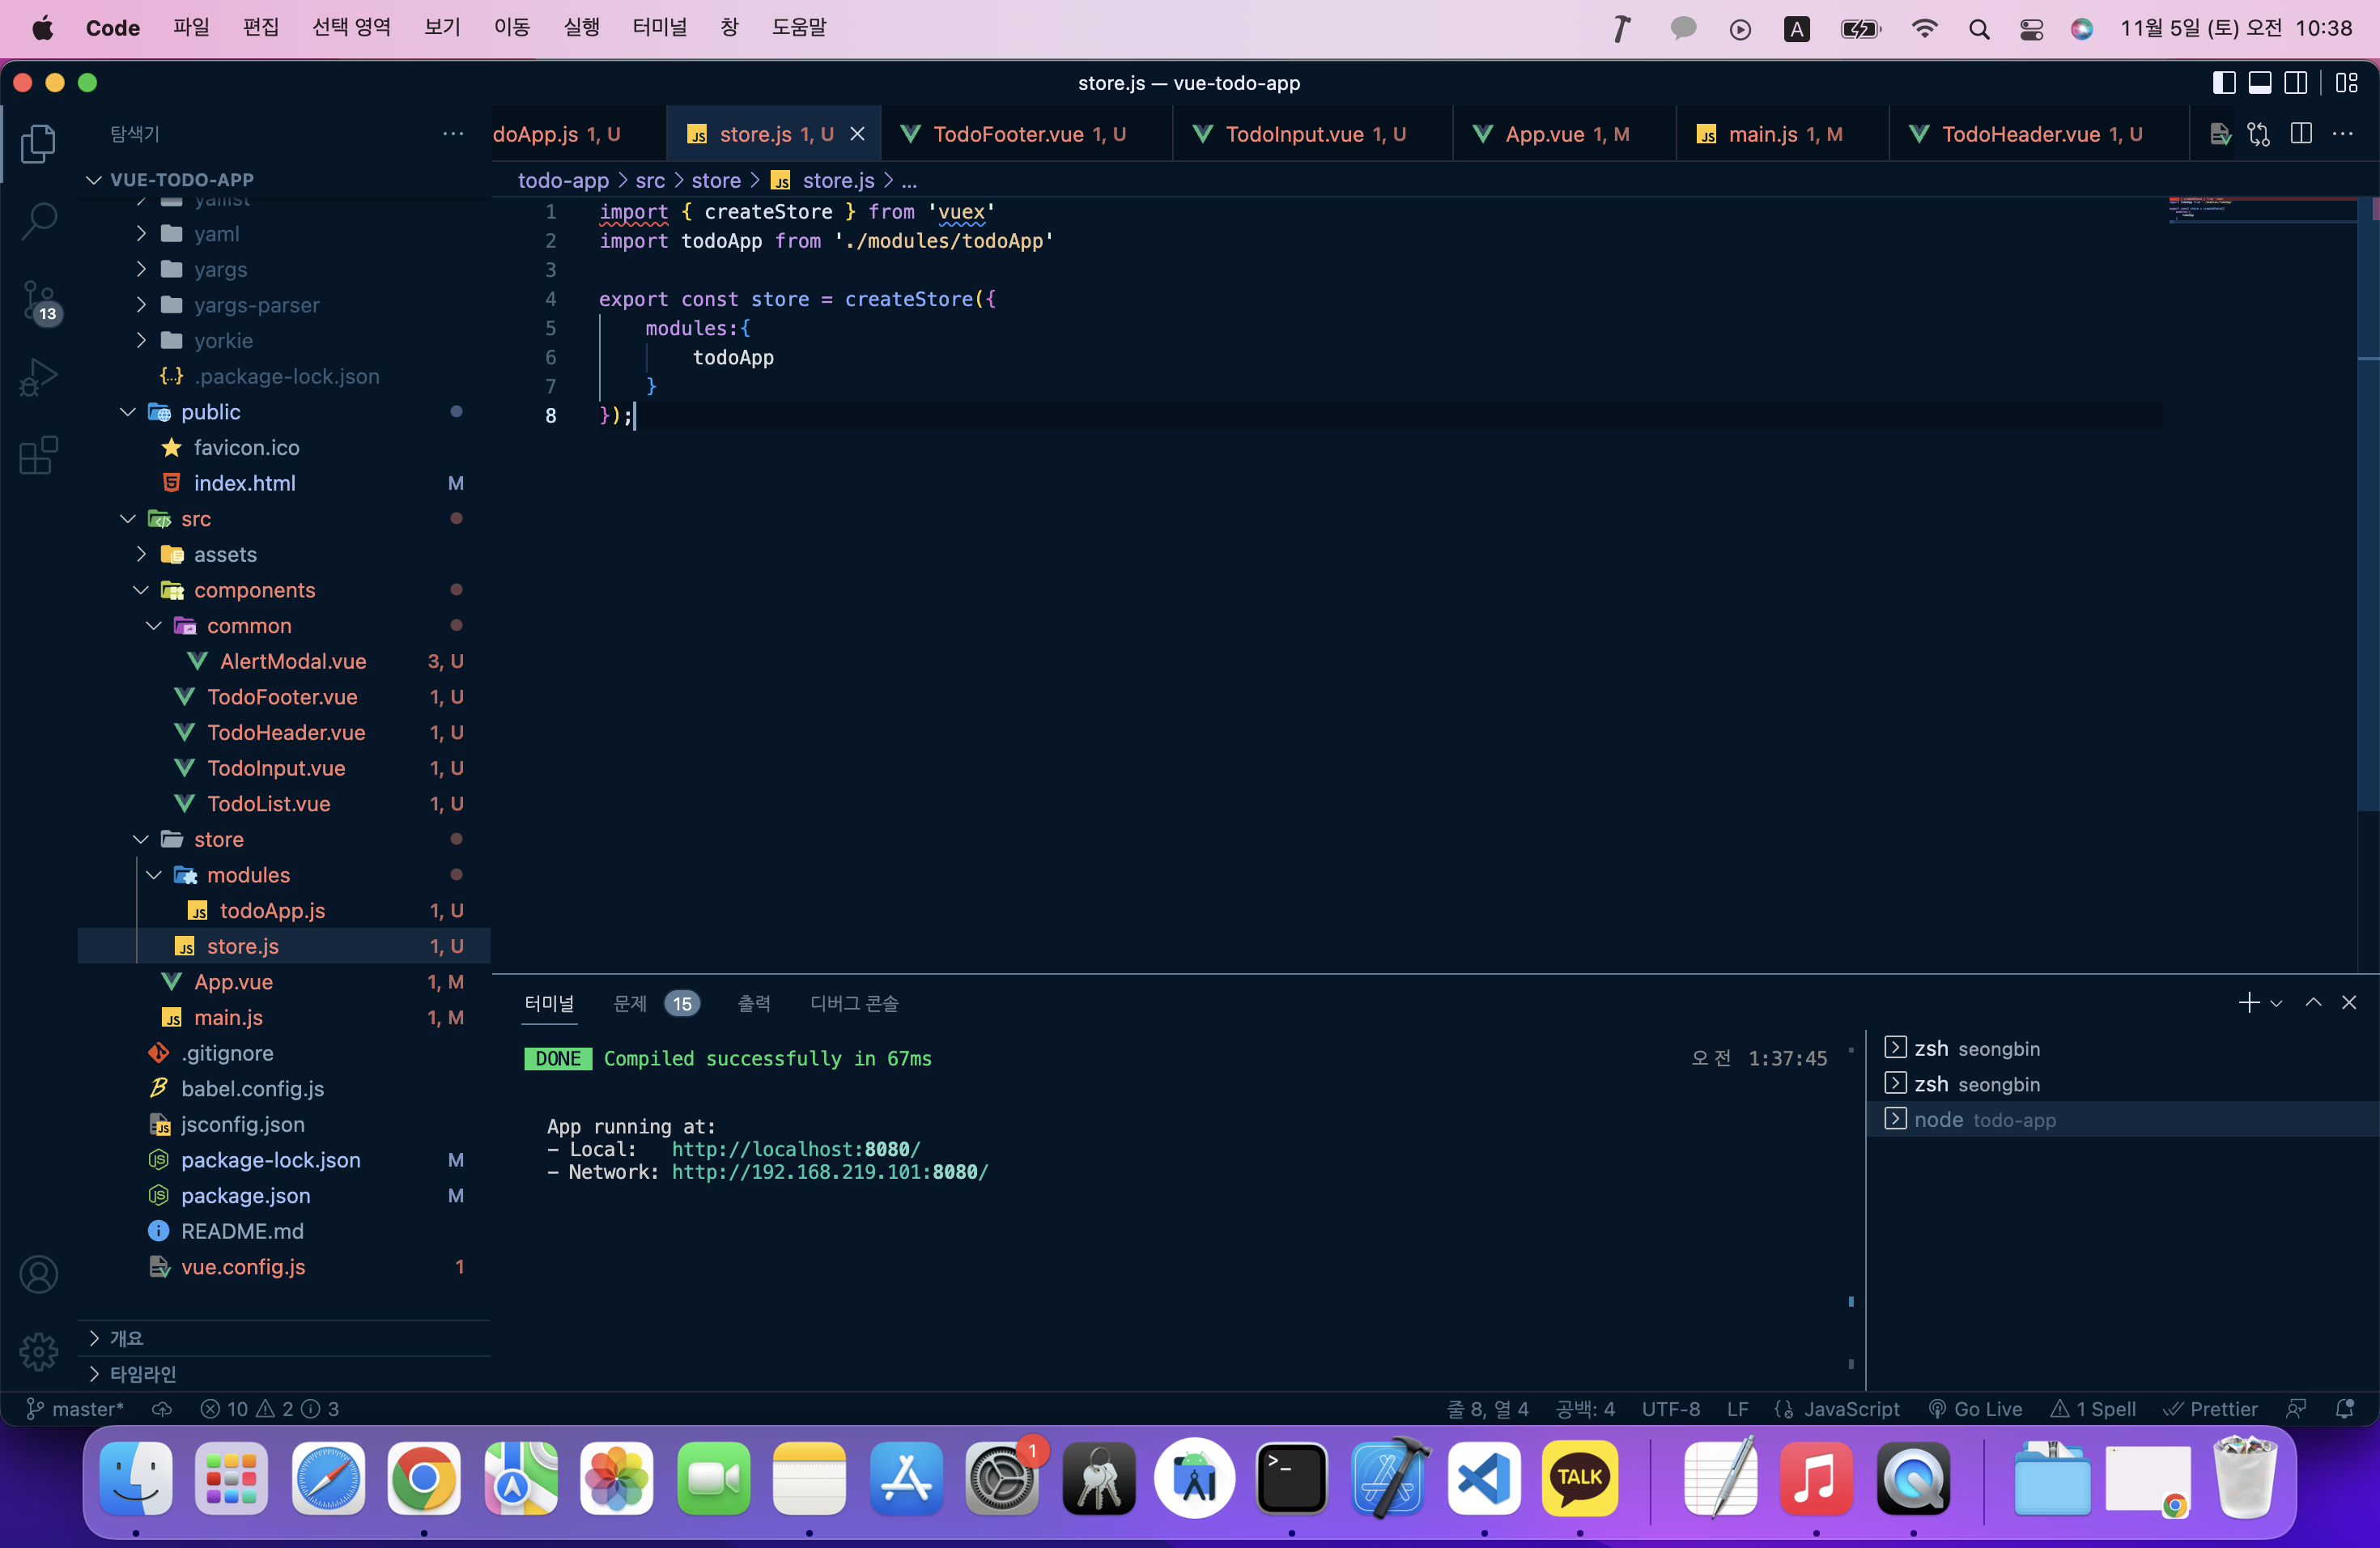 Code 파일 편집 선택 영역 보기 이동 실행 터미널 창 도움말 A 11월 5일 (토) 오전 10:38
store.js — vue-todo-app
탐색기
doApp.js 1, U
store.js 1, U
TodoFooter.vue 1, U
TodoInput.vue 1, U
App.vue 1, M
main.js 1, M
TodoHeader.vue 1, U
todo-app > src > store > JS store.js > ...
VUE-TODO-APP
yallist
yaml
yargs
yargs-parser
yorkie
.package-lock.json
public
favicon.ico
index.html M
src
assets
components
common
AlertModal.vue 3, U
TodoFooter.vue 1, U
TodoHeader.vue 1, U
TodoInput.vue 1, U
TodoList.vue 1, U
store
modules
todoApp.js 1, U
store.js 1, U
App.vue 1, M
main.js 1, M
.gitignore
babel.config.js
jsconfig.json
package-lock.json M
package.json M
README.md
vue.config.js 1
개요
타임라인
13
1 import { createStore } from 'vuex'
2 import todoApp from './modules/todoApp'
3
4 export const store = createStore({
5 modules:{
6 todoApp
7 }
8 });
터미널 문제 15 출력 디버그 콘솔
DONE Compiled successfully in 67ms 오전 1:37:45
App running at:
- Local: http://localhost:8080/
- Network: http://192.168.219.101:8080/
zsh seongbin
zsh seongbin
node todo-app
master* 10 2 3 줄 8, 열 4 공백: 4 UTF-8 LF JavaScript Go Live 1 Spell Prettier
1
TALK